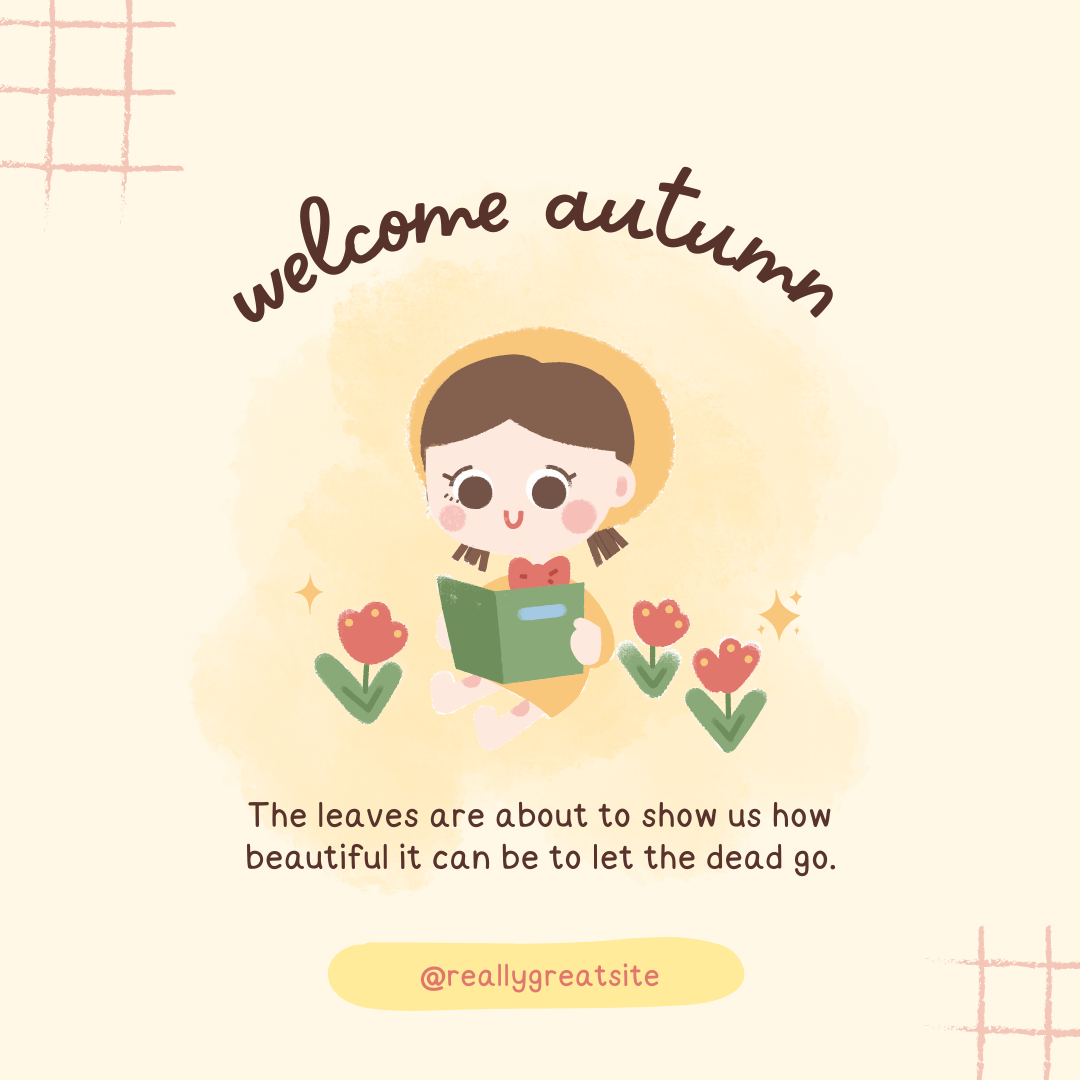 welcome autumn
The leaves are about to show us how
beautiful it can be to let the dead go.
@reallygreatsite